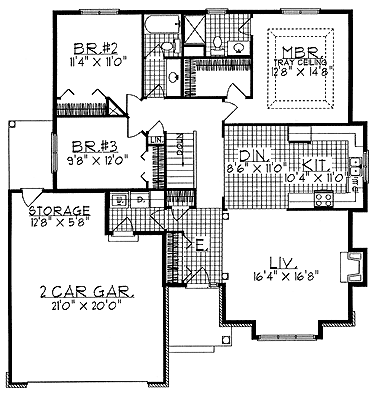 BR.#2
11'4" x 11'0"
MBR.
TRAY CEILING
12'8" x 14'8"
BR.#3
9'8" x 12'0"
LIN.
DOWN
DIN.
8'6" x 11'0"
KIT.
10'4" x 11'0"
STORAGE
12'8" x 5'8"
D.
E.
LIV.
16'4" x 16'8"
2 CAR GAR.
21'0" x 20'0"